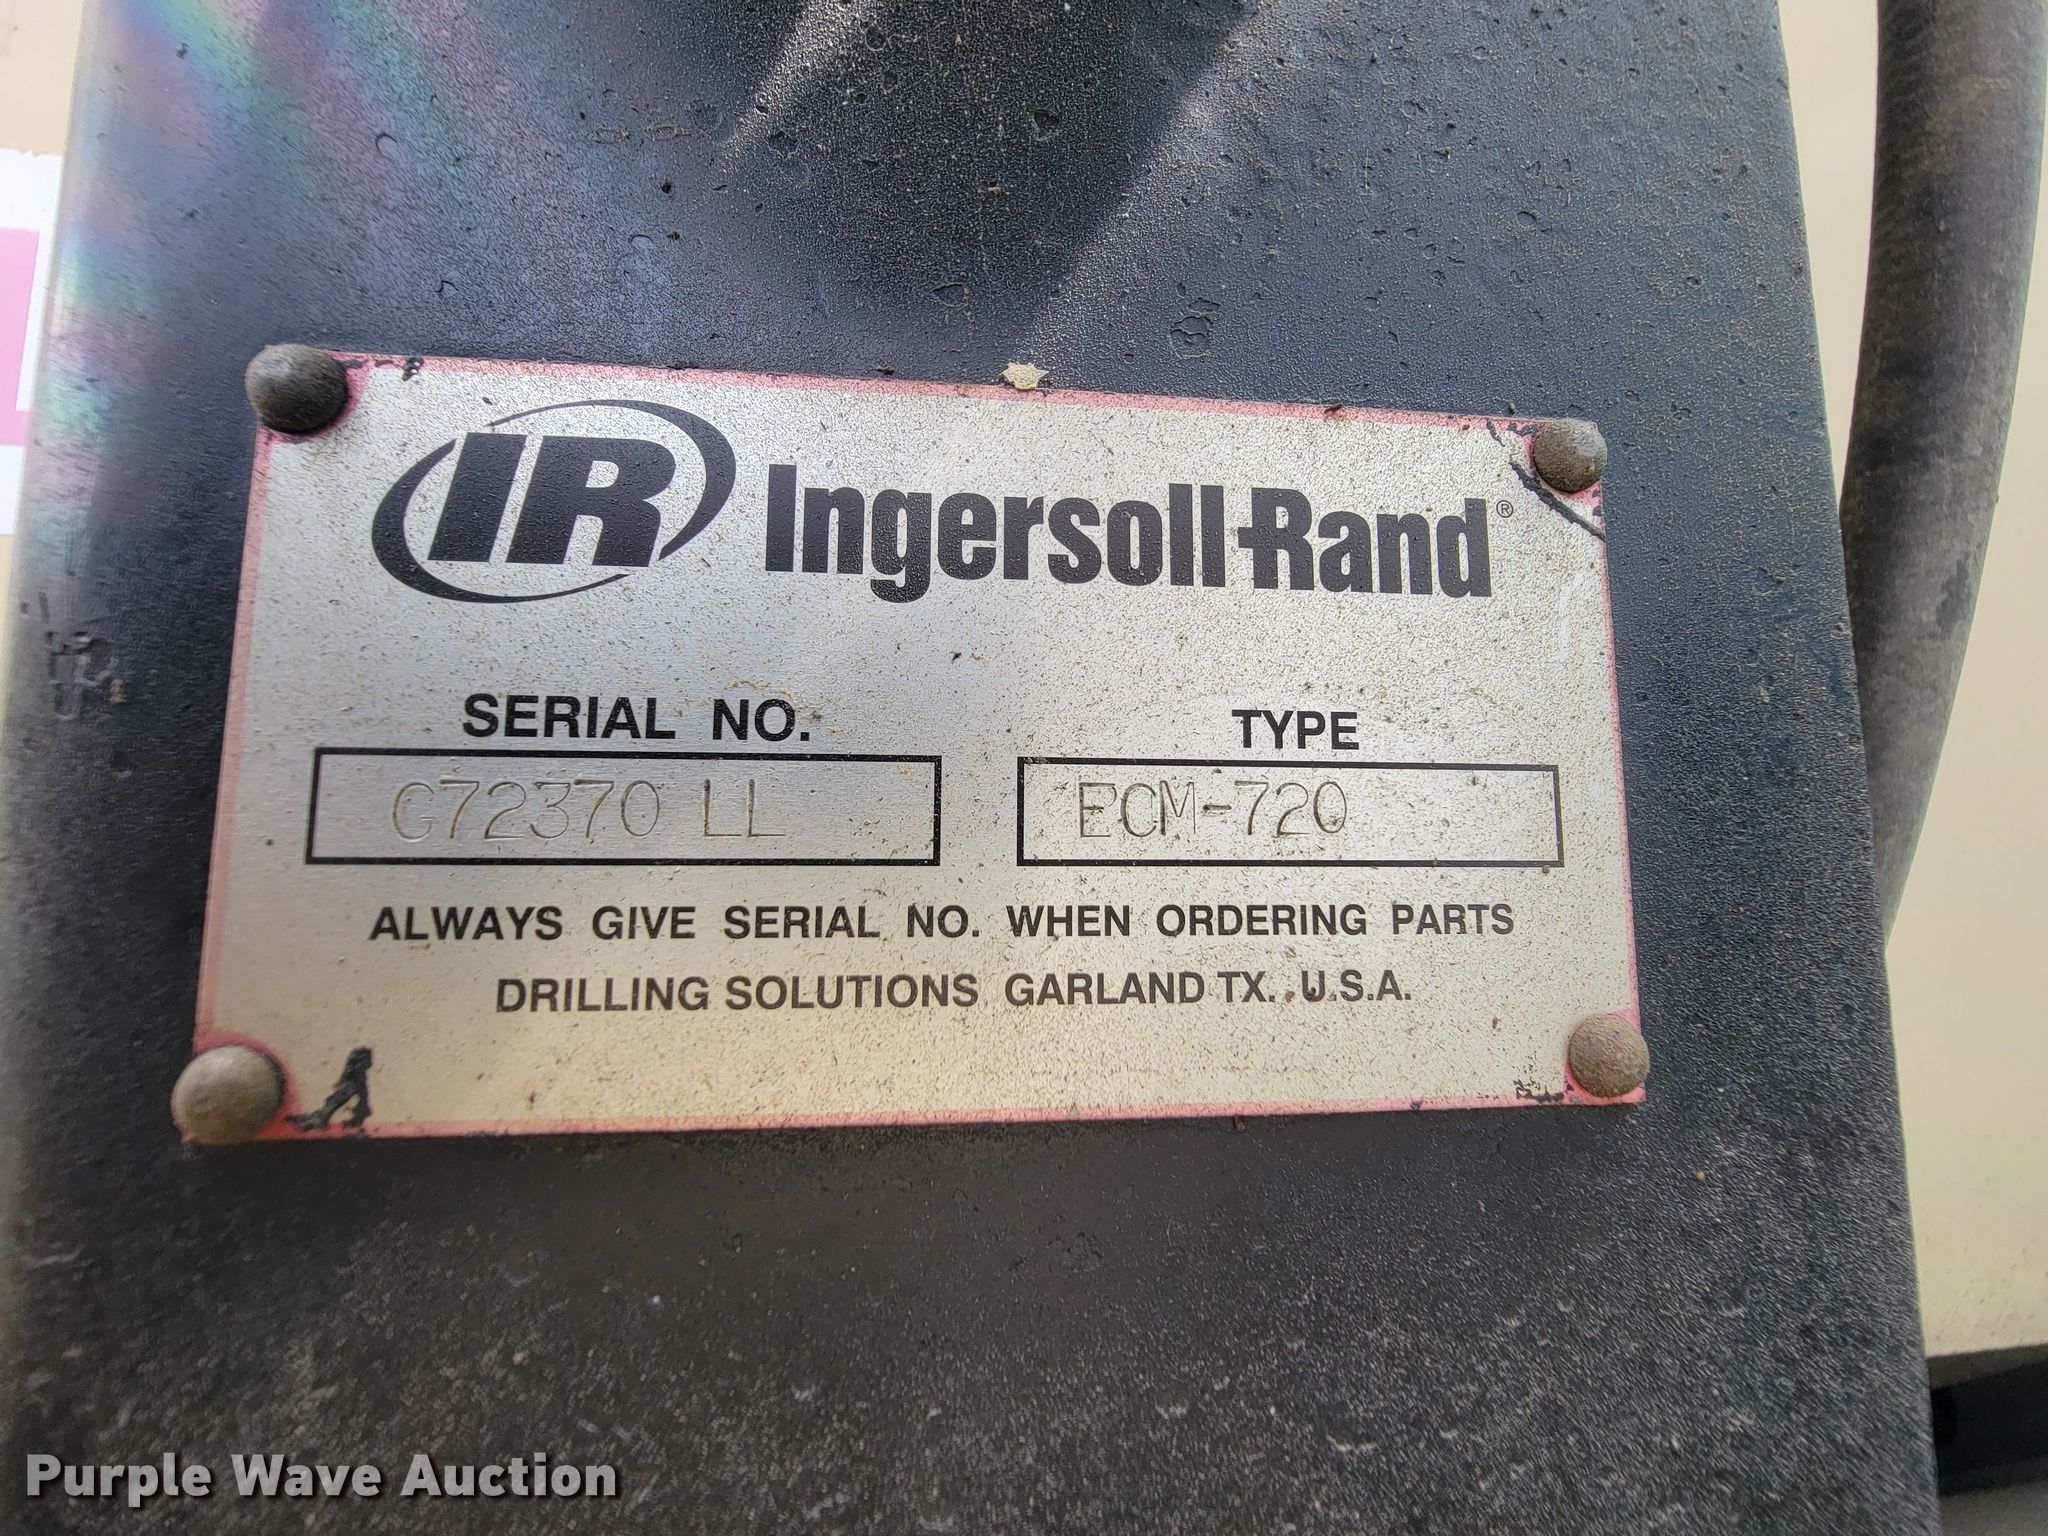 IR Ingersoll-Rand®
SERIAL NO. TYPE
G72370 LL ECM-720
ALWAYS GIVE SERIAL NO. WHEN ORDERING PARTS
DRILLING SOLUTIONS GARLAND TX. U.S.A.
Purple Wave Auction